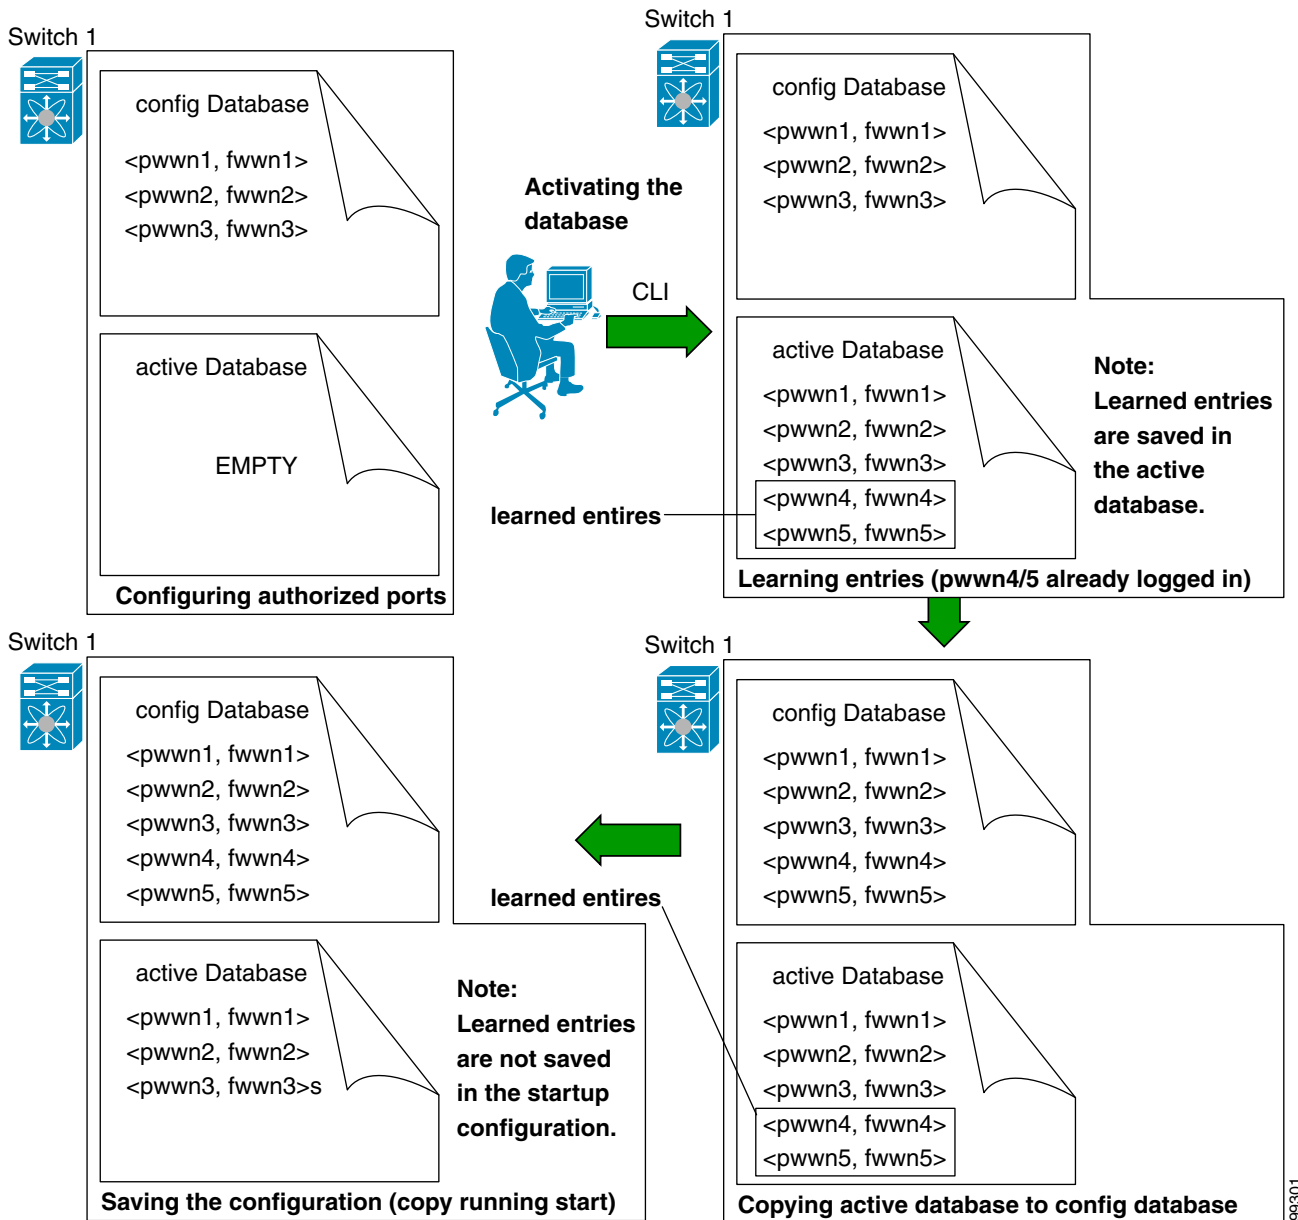 Switch 1
config Database
<pwwn1, fwwn1>
<pwwn2, fwwn2>
<pwwn3, fwwn3>
active Database
EMPTY
Configuring authorized ports
Activating the
database
CLI
Switch 1
config Database
<pwwn1, fwwn1>
<pwwn2, fwwn2>
<pwwn3, fwwn3>
active Database
<pwwn1, fwwn1>
<pwwn2, fwwn2>
<pwwn3, fwwn3>
<pwwn4, fwwn4>
<pwwn5, fwwn5>
learned entires
Note:
Learned entries
are saved in
the active
database.
Learning entries (pwwn4/5 already logged in)
Switch 1
config Database
<pwwn1, fwwn1>
<pwwn2, fwwn2>
<pwwn3, fwwn3>
<pwwn4, fwwn4>
<pwwn5, fwwn5>
active Database
<pwwn1, fwwn1>
<pwwn2, fwwn2>
<pwwn3, fwwn3>s
Note:
Learned entries
are not saved
in the startup
configuration.
Saving the configuration (copy running start)
Switch 1
config Database
<pwwn1, fwwn1>
<pwwn2, fwwn2>
<pwwn3, fwwn3>
<pwwn4, fwwn4>
<pwwn5, fwwn5>
learned entires
active Database
<pwwn1, fwwn1>
<pwwn2, fwwn2>
<pwwn3, fwwn3>
<pwwn4, fwwn4>
<pwwn5, fwwn5>
Copying active database to config database
99301